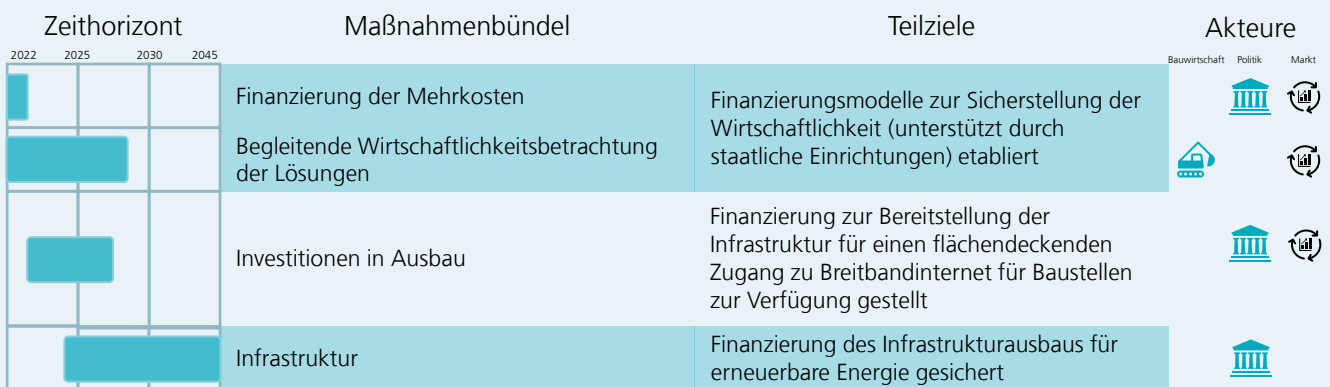 Zeithorizont
Maßnahmenbündel
Teilziele
Akteure
2022 2025 2030 2045
Bauwirtschaft Politik Markt
Finanzierung der Mehrkosten
Begleitende Wirtschaftlichkeitsbetrachtung
der Lösungen
Finanzierungsmodelle zur Sicherstellung der
Wirtschaftlichkeit (unterstützt durch
staatliche Einrichtungen) etabliert
Investitionen in Ausbau
Finanzierung zur Bereitstellung der
Infrastruktur für einen flächendeckenden
Zugang zu Breitbandinternet für Baustellen
zur Verfügung gestellt
Infrastruktur
Finanzierung des Infrastrukturausbaus für
erneuerbare Energie gesichert